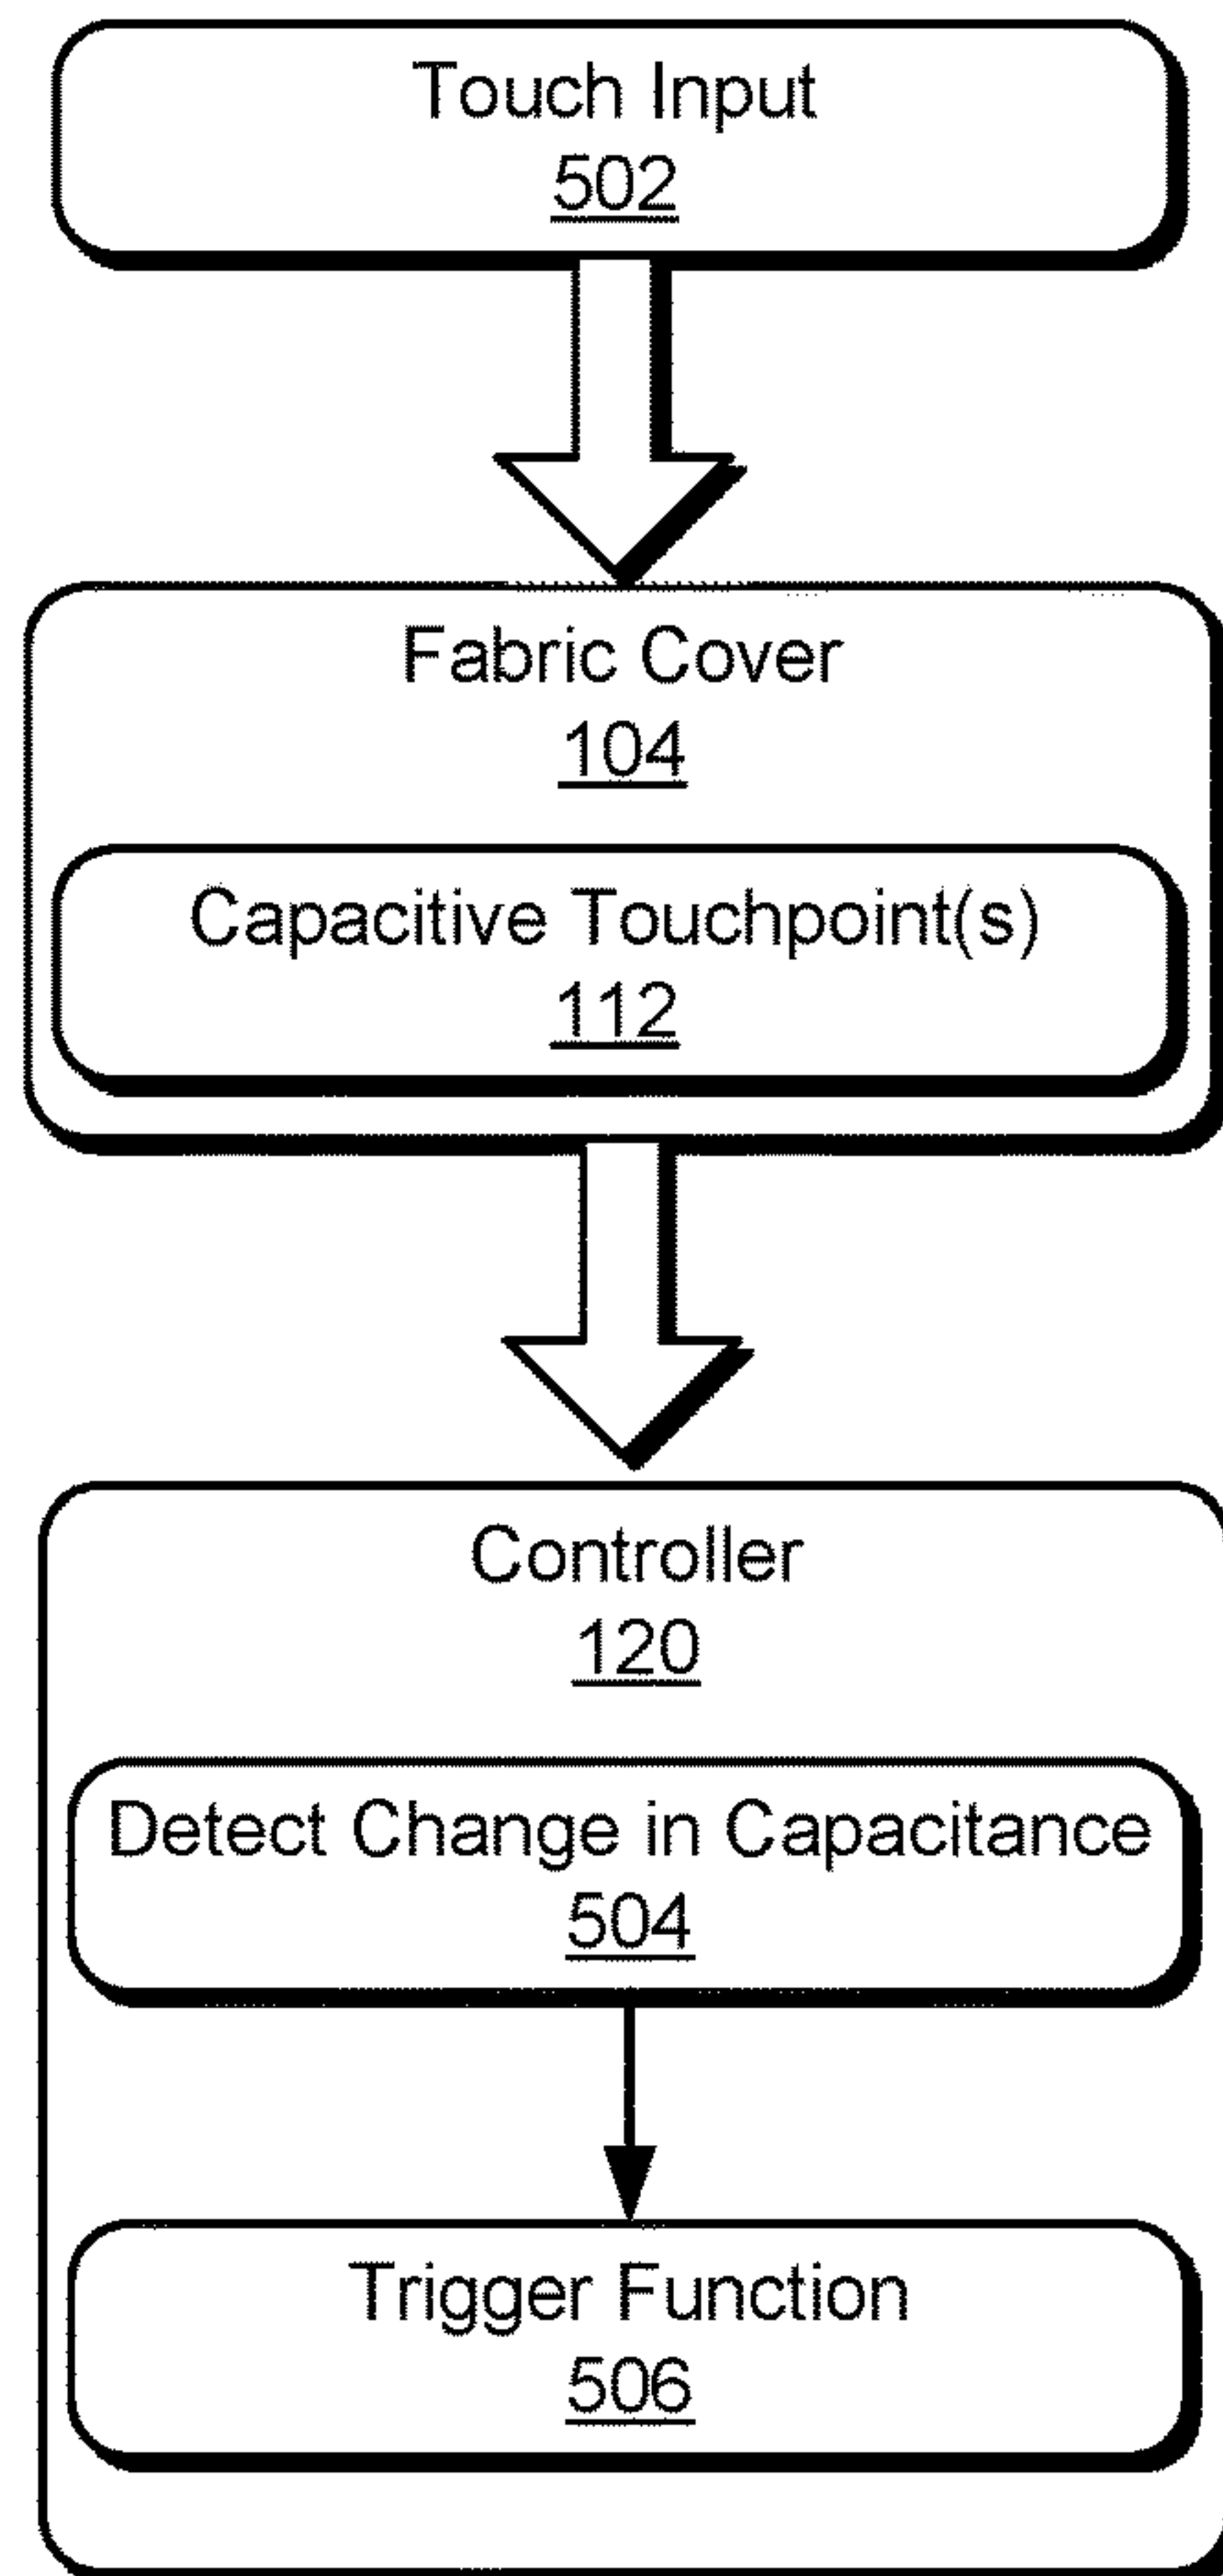 Touch Input
502
Fabric Cover
104
Capacitive Touchpoint(s)
112
Controller
120
Detect Change in Capacitance
504
Trigger Function
506